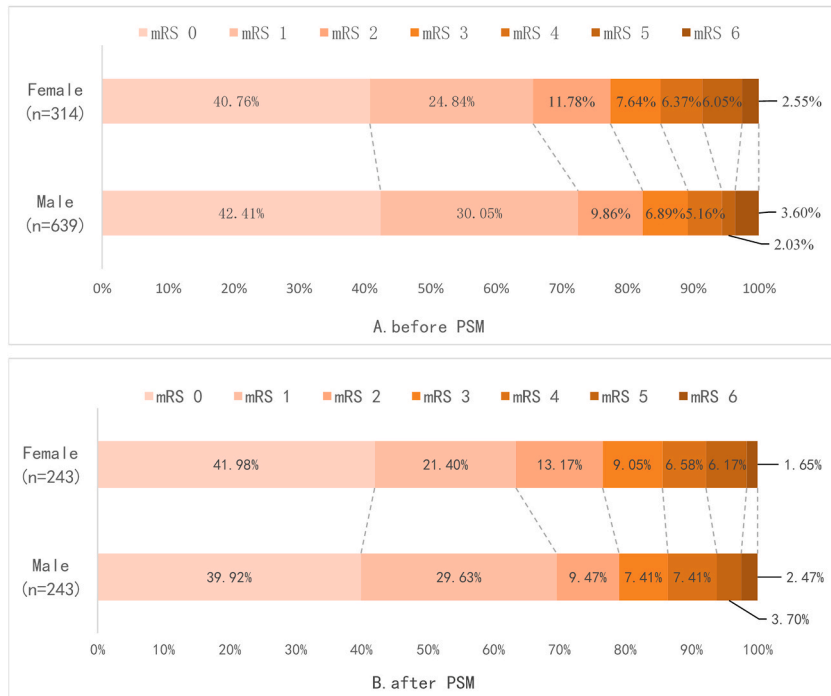 mRS 0 mRS 1 mRS 2 mRS 3 mRS 4 mRS 5 mRS 6
Female
(n=314)
40.76% 24.84% 11.78% 7.64% 6.37% 6.05% 2.55%
Male
(n=639)
42.41% 30.05% 9.86% 6.89% 5.16% 3.60%
2.03%
0% 10% 20% 30% 40% 50% 60% 70% 80% 90% 100%
A.before PSM
mRS 0 mRS 1 mRS 2 mRS 3 mRS 4 mRS 5 mRS 6
Female
(n=243)
41.98% 21.40% 13.17% 9.05% 6.58% 6.17% 1.65%
Male
(n=243)
39.92% 29.63% 9.47% 7.41% 7.41% 2.47%
3.70%
0% 10% 20% 30% 40% 50% 60% 70% 80% 90% 100%
B.after PSM